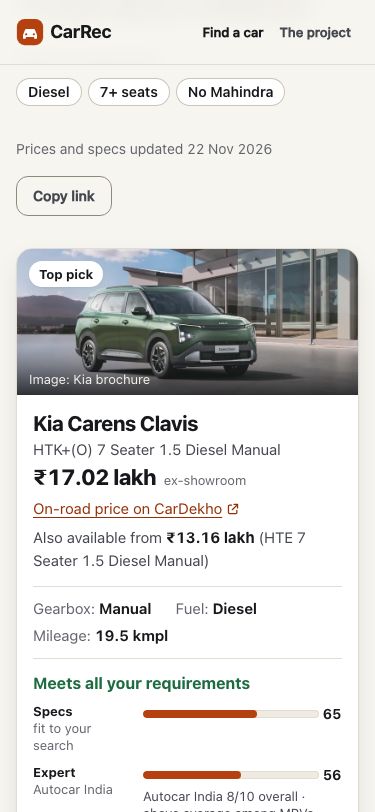 CarRec
Find a car
The project
Diesel
7+ seats
No Mahindra
Prices and specs updated 22 Nov 2026
Copy link
Top pick
Image: Kia brochure
Kia Carens Clavis
HTK+(O) 7 Seater 1.5 Diesel Manual
₹17.02 lakh ex-showroom
On-road price on CarDekho
Also available from ₹13.16 lakh (HTE 7
Seater 1.5 Diesel Manual)
Gearbox: Manual Fuel: Diesel
Mileage: 19.5 kmpl
Meets all your requirements
Specs
fit to your
search
65
Expert
Autocar India
56
Autocar India 8/10 overall ·
above average among MPVs